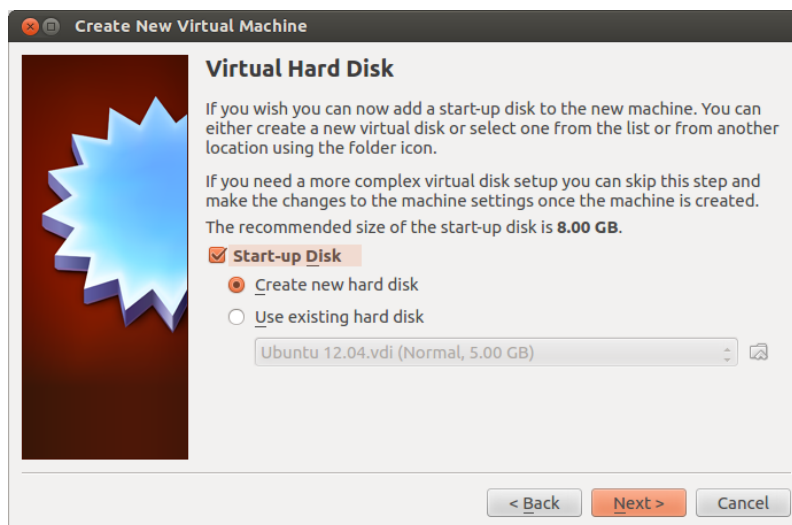 Create New Virtual Machine
Virtual Hard Disk
If you wish you can now add a start-up disk to the new machine. You can
either create a new virtual disk or select one from the list or from another
location using the folder icon.
If you need a more complex virtual disk setup you can skip this step and
make the changes to the machine settings once the machine is created.
The recommended size of the start-up disk is 8.00 GB.
Start-up Disk
Create new hard disk
Use existing hard disk
Ubuntu 12.04.vdi (Normal, 5.00 GB)
< Back Next > Cancel